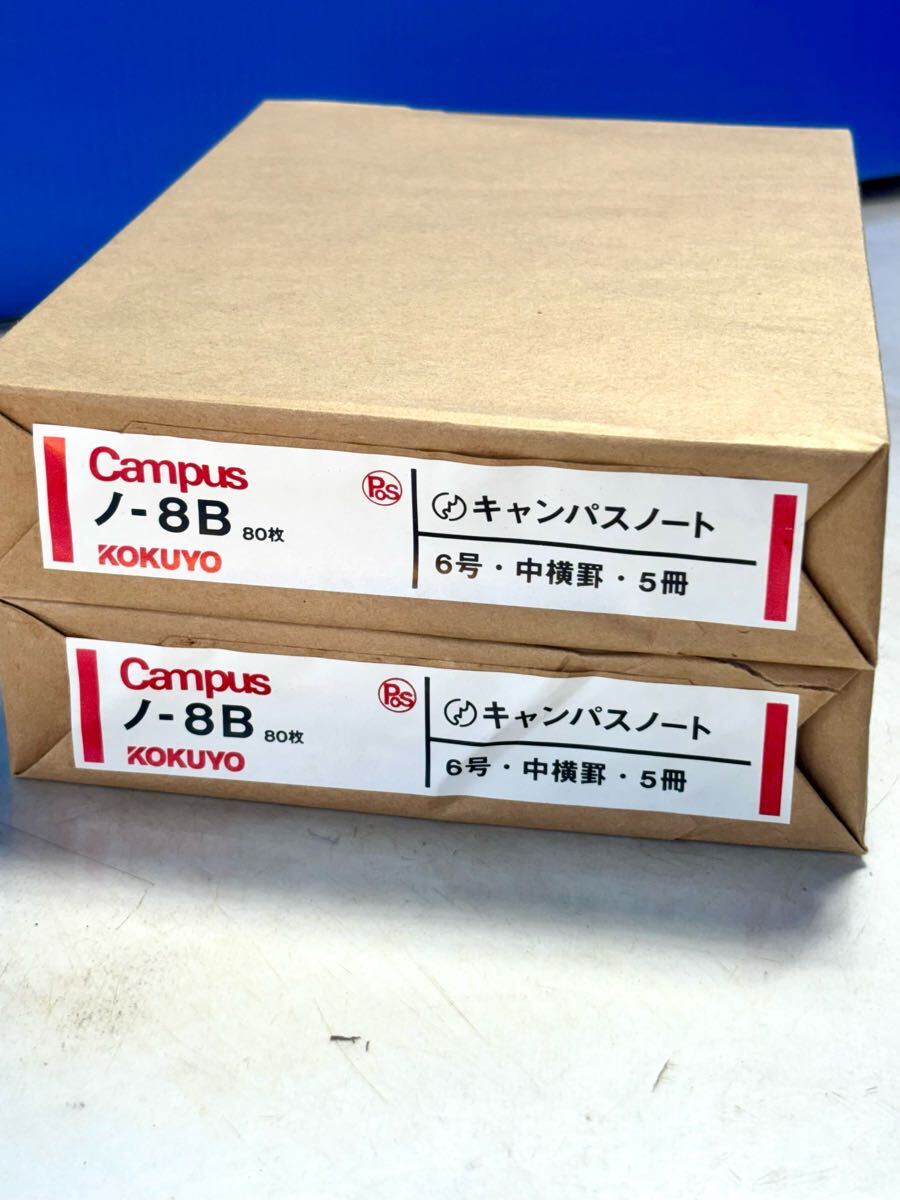 Campus
ノ-8B 80枚
KOKUYO
PoS
キャンパスノート
6号・中横罫・5冊
Campus
ノ-8B 80枚
KOKUYO
PoS
キャンパスノート
6号・中横罫・5冊